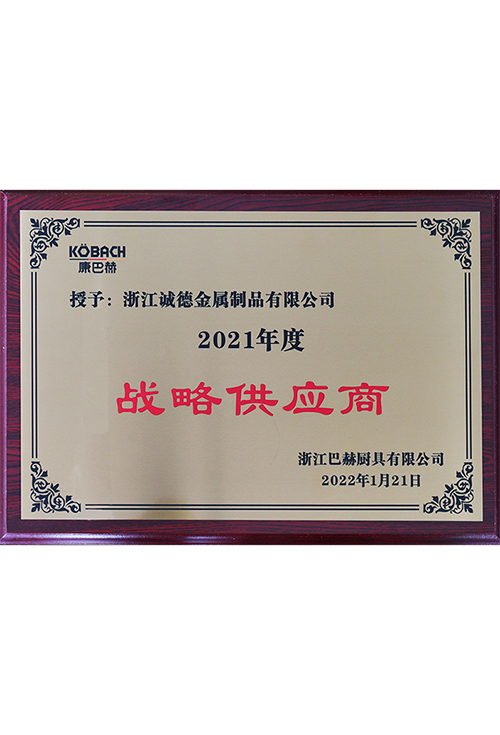 KÖBACH
康巴赫
授予：浙江诚德金属制品有限公司
2021年度
战略供应商
浙江巴赫厨具有限公司
2022年1月21日